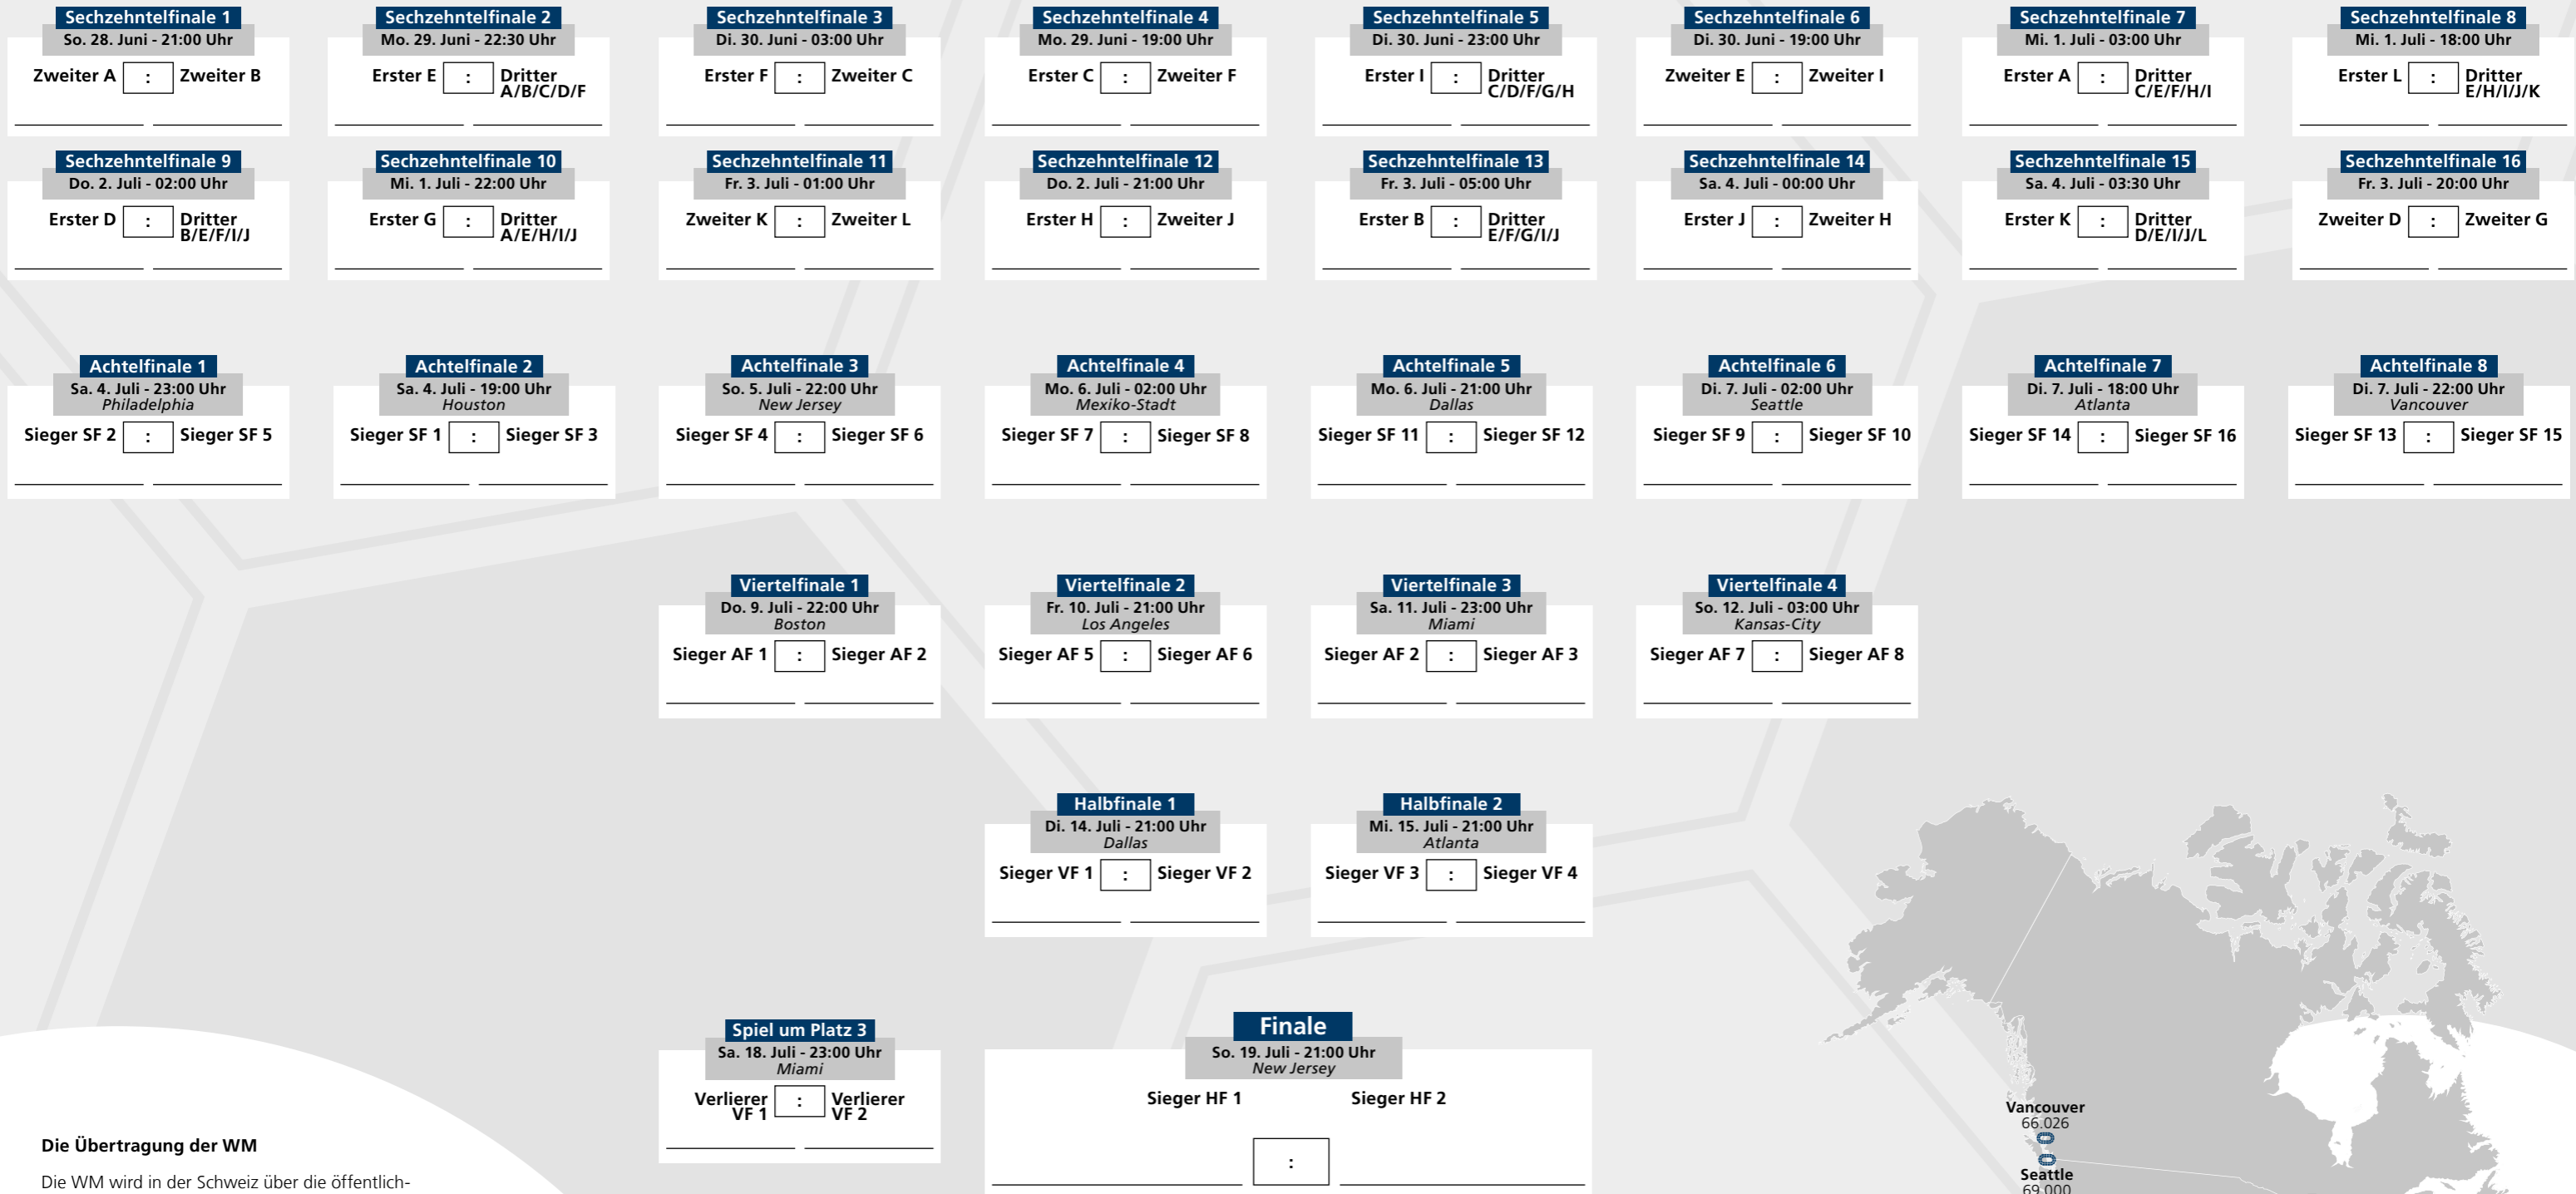 Sechzehntelfinale 1
So. 28. Juni - 21:00 Uhr
Zweiter A : Zweiter B
Sechzehntelfinale 2
Mo. 29. Juni - 22:30 Uhr
Erster E : Dritter
A/B/C/D/F
Sechzehntelfinale 3
Di. 30. Juni - 03:00 Uhr
Erster F : Zweiter C
Sechzehntelfinale 4
Mo. 29. Juni - 19:00 Uhr
Erster C : Zweiter F
Sechzehntelfinale 5
Di. 30. Juni - 23:00 Uhr
Erster I : Dritter
C/D/F/G/H
Sechzehntelfinale 6
Di. 30. Juni - 19:00 Uhr
Zweiter E : Zweiter I
Sechzehntelfinale 7
Mi. 1. Juli - 03:00 Uhr
Erster A : Dritter
C/E/F/H/I
Sechzehntelfinale 8
Mi. 1. Juli - 18:00 Uhr
Erster L : Dritter
E/H/I/J/K
Sechzehntelfinale 9
Do. 2. Juli - 02:00 Uhr
Erster D : Dritter
B/E/F/I/J
Sechzehntelfinale 10
Mi. 1. Juli - 22:00 Uhr
Erster G : Dritter
A/E/H/I/J
Sechzehntelfinale 11
Fr. 3. Juli - 01:00 Uhr
Zweiter K : Zweiter L
Sechzehntelfinale 12
Do. 2. Juli - 21:00 Uhr
Erster H : Zweiter J
Sechzehntelfinale 13
Fr. 3. Juli - 05:00 Uhr
Erster B : Dritter
E/F/G/I/J
Sechzehntelfinale 14
Sa. 4. Juli - 00:00 Uhr
Erster J : Zweiter H
Sechzehntelfinale 15
Sa. 4. Juli - 03:30 Uhr
Erster K : Dritter
D/E/I/J/L
Sechzehntelfinale 16
Fr. 3. Juli - 20:00 Uhr
Zweiter D : Zweiter G
Achtelfinale 1
Sa. 4. Juli - 23:00 Uhr
Philadelphia
Sieger SF 2 : Sieger SF 5
Achtelfinale 2
Sa. 4. Juli - 19:00 Uhr
Houston
Sieger SF 1 : Sieger SF 3
Achtelfinale 3
So. 5. Juli - 22:00 Uhr
New Jersey
Sieger SF 4 : Sieger SF 6
Achtelfinale 4
Mo. 6. Juli - 02:00 Uhr
Mexiko-Stadt
Sieger SF 7 : Sieger SF 8
Achtelfinale 5
Mo. 6. Juli - 21:00 Uhr
Dallas
Sieger SF 11 : Sieger SF 12
Achtelfinale 6
Di. 7. Juli - 02:00 Uhr
Seattle
Sieger SF 9 : Sieger SF 10
Achtelfinale 7
Di. 7. Juli - 18:00 Uhr
Atlanta
Sieger SF 14 : Sieger SF 16
Achtelfinale 8
Di. 7. Juli - 22:00 Uhr
Vancouver
Sieger SF 13 : Sieger SF 15
Viertelfinale 1
Do. 9. Juli - 22:00 Uhr
Boston
Sieger AF 1 : Sieger AF 2
Viertelfinale 2
Fr. 10. Juli - 21:00 Uhr
Los Angeles
Sieger AF 5 : Sieger AF 6
Viertelfinale 3
Sa. 11. Juli - 23:00 Uhr
Miami
Sieger AF 2 : Sieger AF 3
Viertelfinale 4
So. 12. Juli - 03:00 Uhr
Kansas-City
Sieger AF 7 : Sieger AF 8
Halbfinale 1
Di. 14. Juli - 21:00 Uhr
Dallas
Sieger VF 1 : Sieger VF 2
Halbfinale 2
Mi. 15. Juli - 21:00 Uhr
Atlanta
Sieger VF 3 : Sieger VF 4
Spiel um Platz 3
Sa. 18. Juli - 23:00 Uhr
Miami
Verlierer : Verlierer
VF 1 VF 2
Finale
So. 19. Juli - 21:00 Uhr
New Jersey
Sieger HF 1 Sieger HF 2
:
Die Übertragung der WM
Die WM wird in der Schweiz über die öffentlich-
Vancouver
66.026
Seattle
69.000